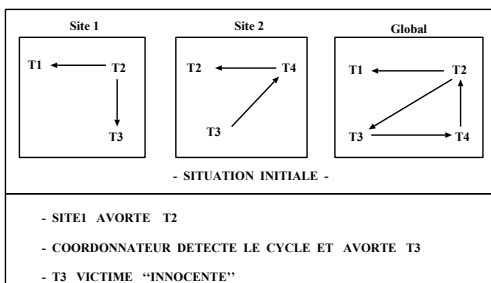 Site 1 Site 2 Global
T1 T2 T2 T4 T1 T2
T3 T3 T3 T4
- SITUATION INITIALE -
- SITE1 AVORTE T2
- COORDONNATEUR DETECTE LE CYCLE ET AVORTE T3
- T3 VICTIME “INNOCENTE”